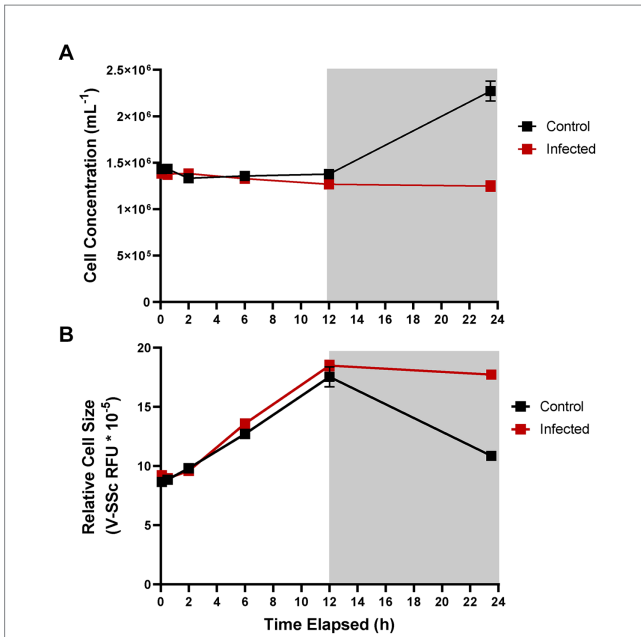 A
Cell Concentration (mL⁻¹)
2.5×10⁶
2×10⁶
1.5×10⁶
1×10⁶
5×10⁵
0
0 2 4 6 8 10 12 14 16 18 20 22 24
Control
Infected
B
Relative Cell Size
(V-SSc RFU * 10⁻⁵)
20
15
10
5
0
0 2 4 6 8 10 12 14 16 18 20 22 24
Time Elapsed (h)
Control
Infected